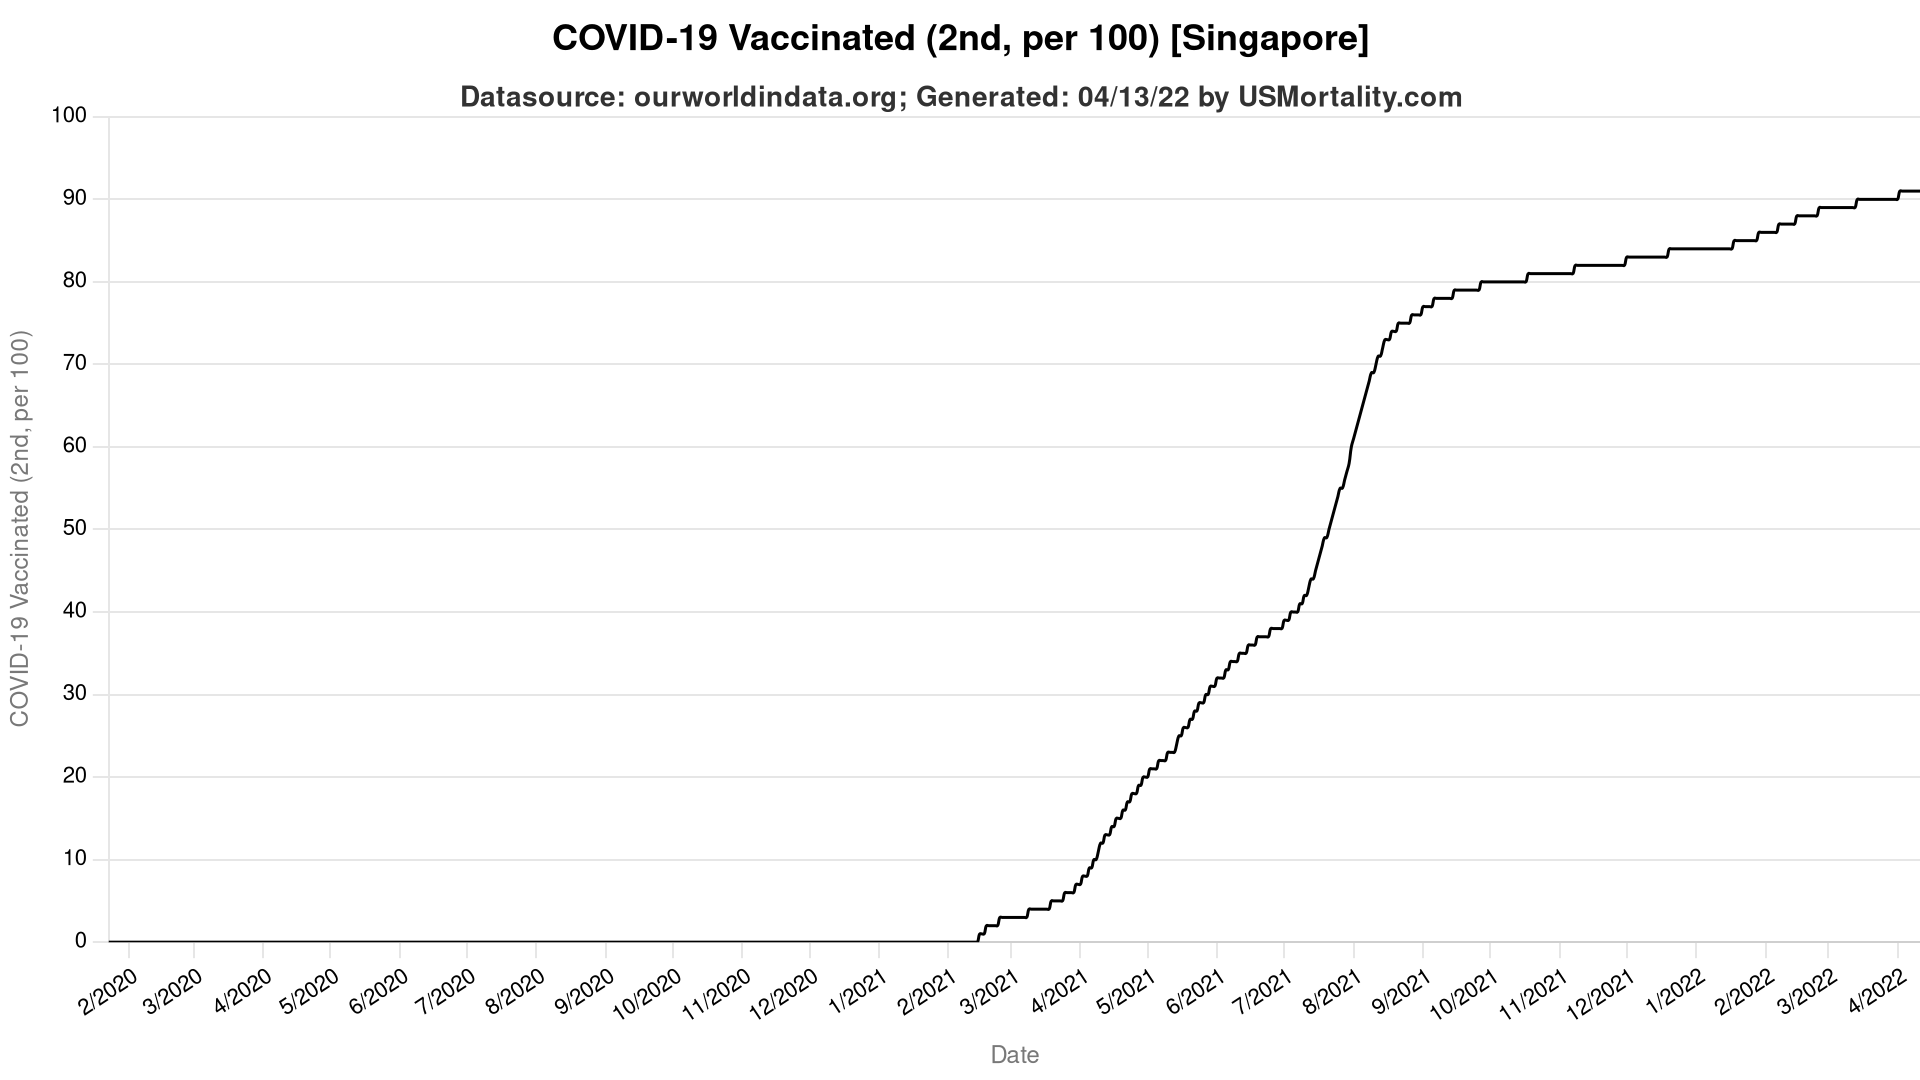 COVID-19 Vaccinated (2nd, per 100) [Singapore]
Datasource: ourworldindata.org; Generated: 04/13/22 by USMortality.com
COVID-19 Vaccinated (2nd, per 100)
100
90
80
70
60
50
40
30
20
10
0
2/2020 3/2020 4/2020 5/2020 6/2020 7/2020 8/2020 9/2020 10/2020 11/2020 12/2020 1/2021 2/2021 3/2021 4/2021 5/2021 6/2021 7/2021 8/2021 9/2021 10/2021 11/2021 12/2021 1/2022 2/2022 3/2022 4/2022
Date